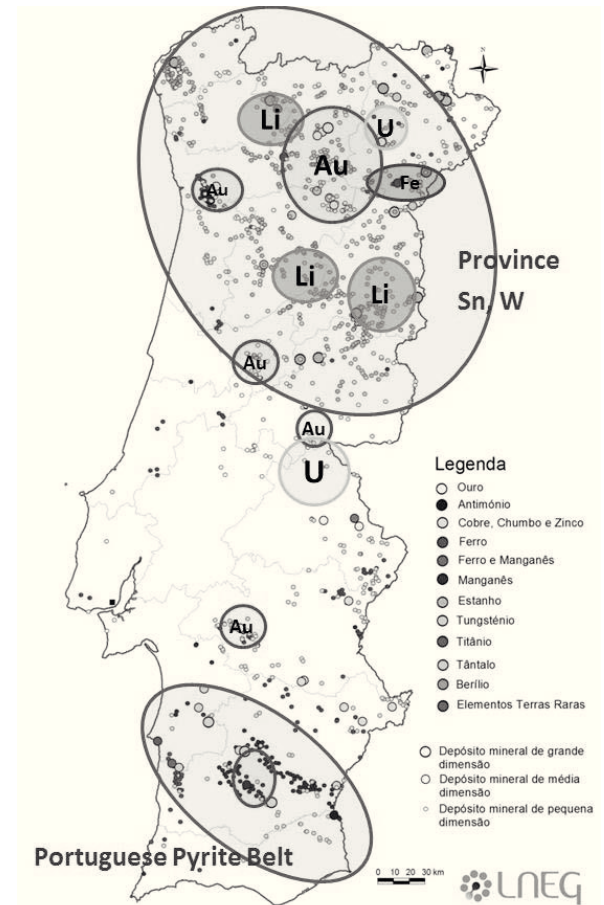 N
Li
U
Au
Au
Fe
Province
Sn, W
Li
Li
Au
Au
U
Au
Portuguese Pyrite Belt
Legenda
Ouro
Antimónio
Cobre, Chumbo e Zinco
Ferro
Ferro e Manganês
Manganês
Estanho
Tungsténio
Titânio
Tântalo
Berílio
Elementos Terras Raras
Depósito mineral de grande
dimensão
Depósito mineral de média
dimensão
Depósito mineral de pequena
dimensão
0 10 20 30 km
LNEG